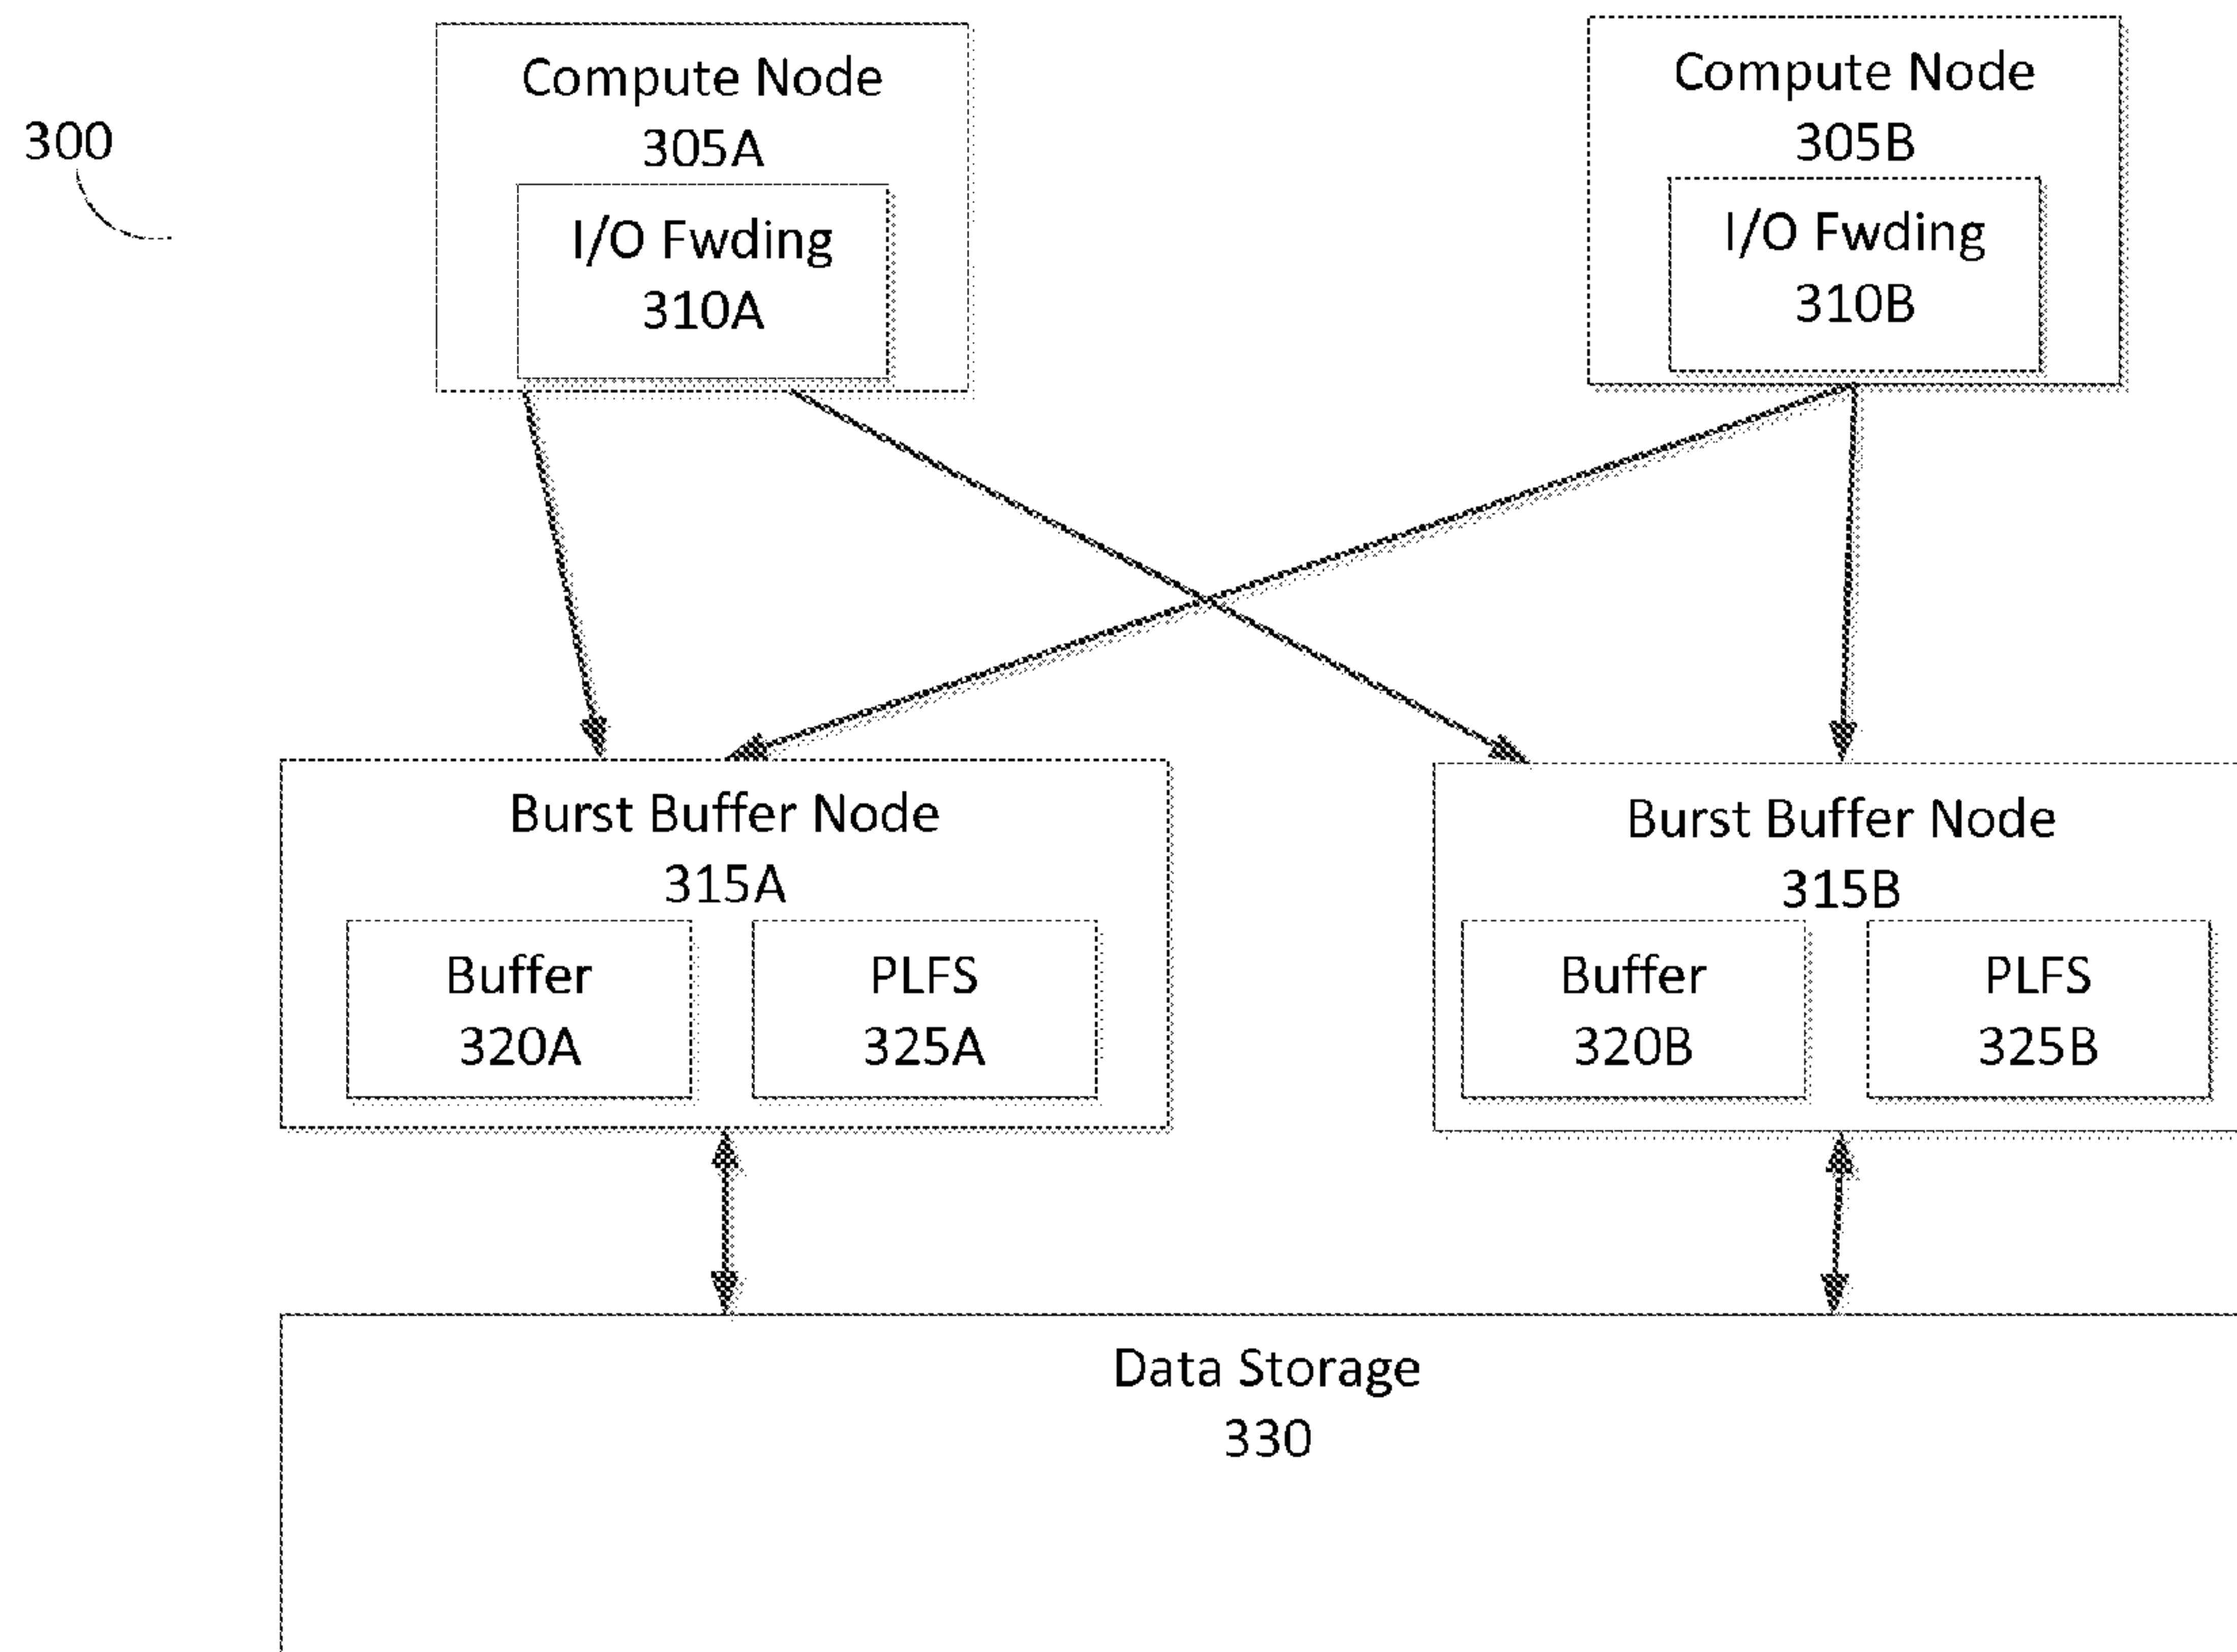 300
Compute Node
305A
I/O Fwding
310A
Compute Node
305B
I/O Fwding
310B
Burst Buffer Node
315A
Buffer
320A
PLFS
325A
Burst Buffer Node
315B
Buffer
320B
PLFS
325B
Data Storage
330